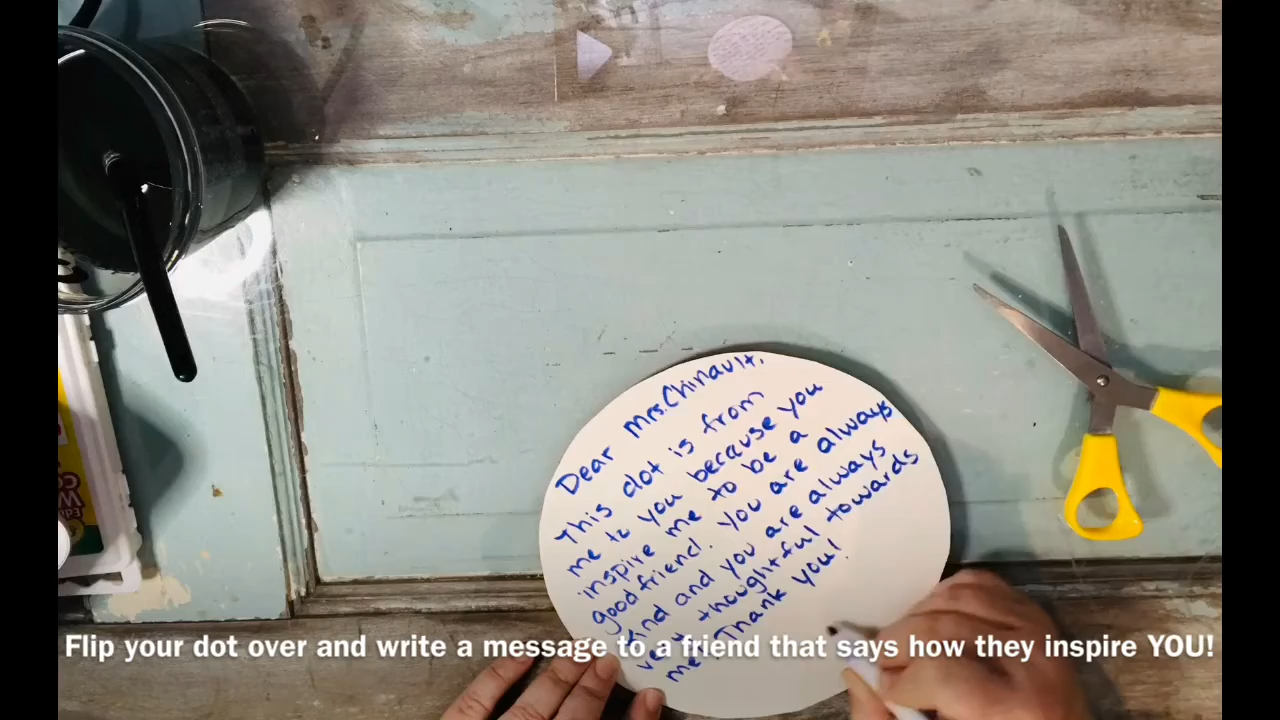 Dear Mrs. Chinault,
This dot is from
me to you because you
inspire me to be a
good friend. You are always
kind and you are always
very thoughtful towards
me. Thank you!
Flip your dot over and write a message to a friend that says how they inspire YOU!